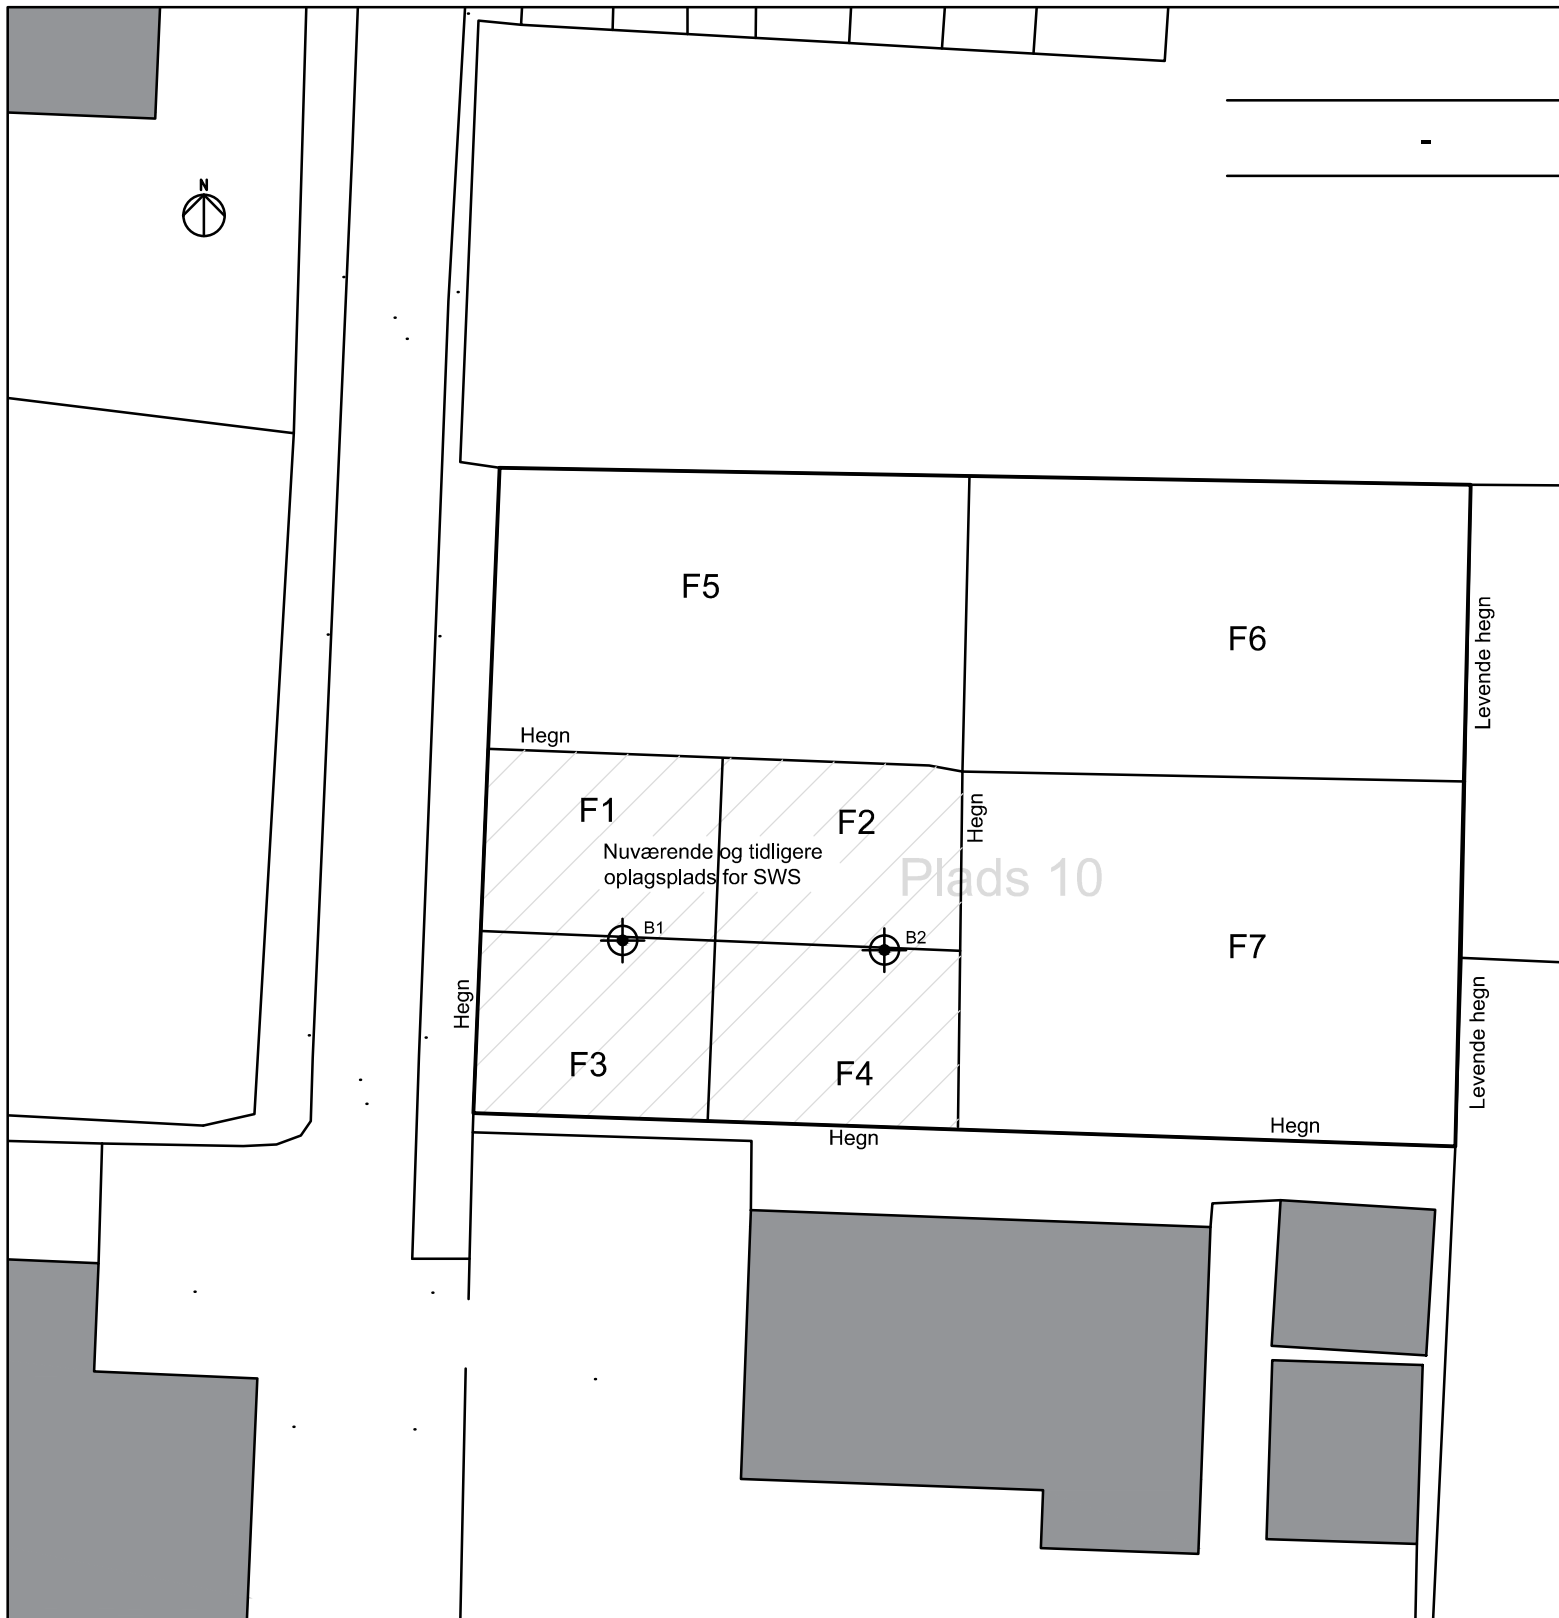 N
-
F5
F6
Levende hegn
Hegn
F1
F2
Hegn
Nuværende og tidligere
oplagsplads for SWS
Plads 10
B1
B2
F7
Hegn
F3
F4
Levende hegn
Hegn
Hegn